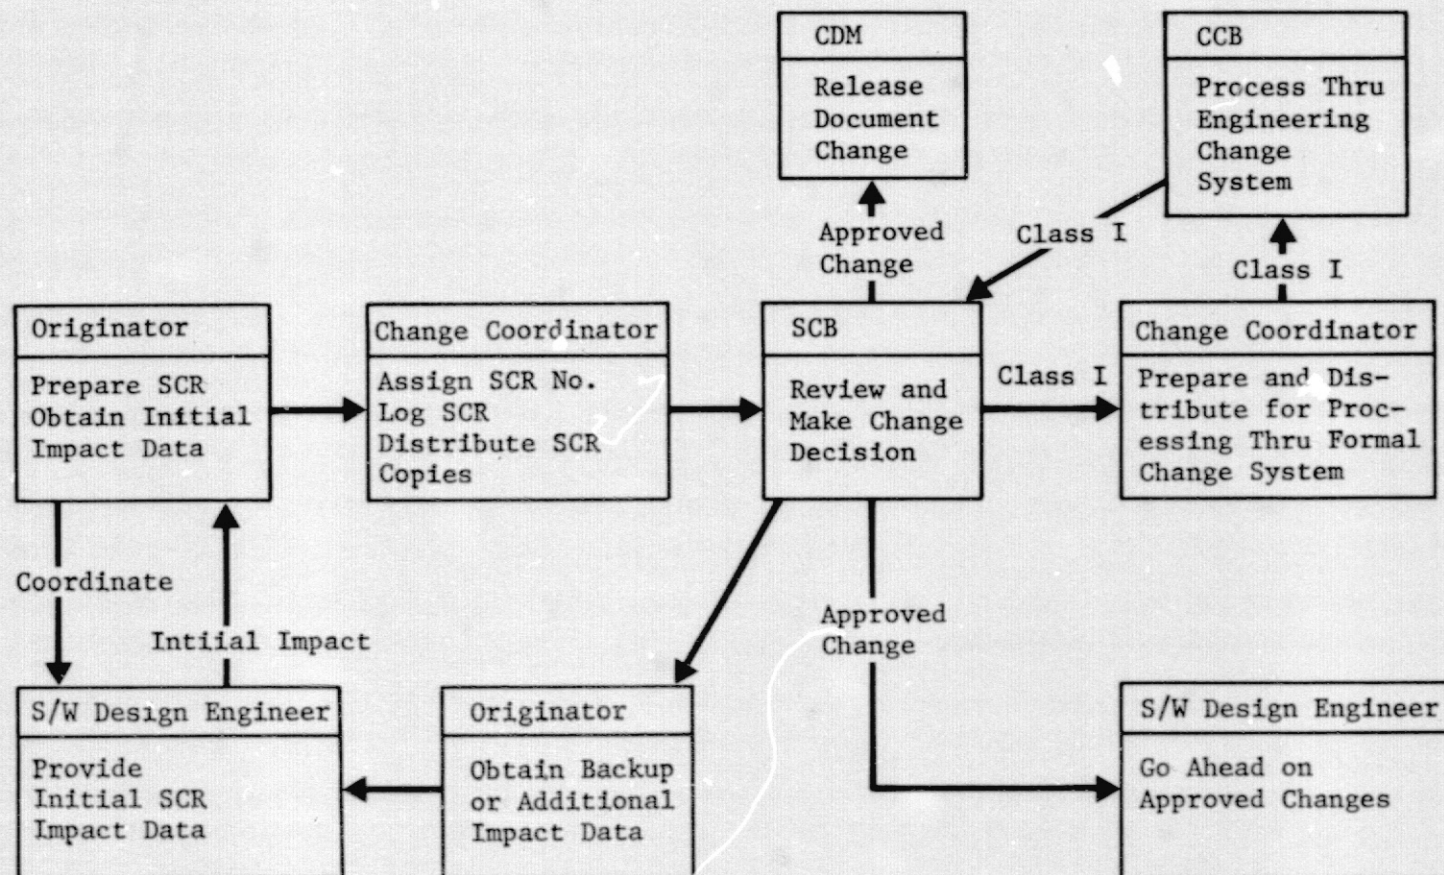 CDM
Release
Document
Change
CCB
Process Thru
Engineering
Change
System
Approved
Change
Class I
Class I
Originator
Prepare SCR
Obtain Initial
Impact Data
Change Coordinator
Assign SCR No.
Log SCR
Distribute SCR
Copies
SCB
Review and
Make Change
Decision
Class I
Change Coordinator
Prepare and Dis-
tribute for Proc-
essing Thru Formal
Change System
Coordinate
Intiial Impact
Approved
Change
S/W Design Engineer
Provide
Initial SCR
Impact Data
Originator
Obtain Backup
or Additional
Impact Data
S/W Design Engineer
Go Ahead on
Approved Changes